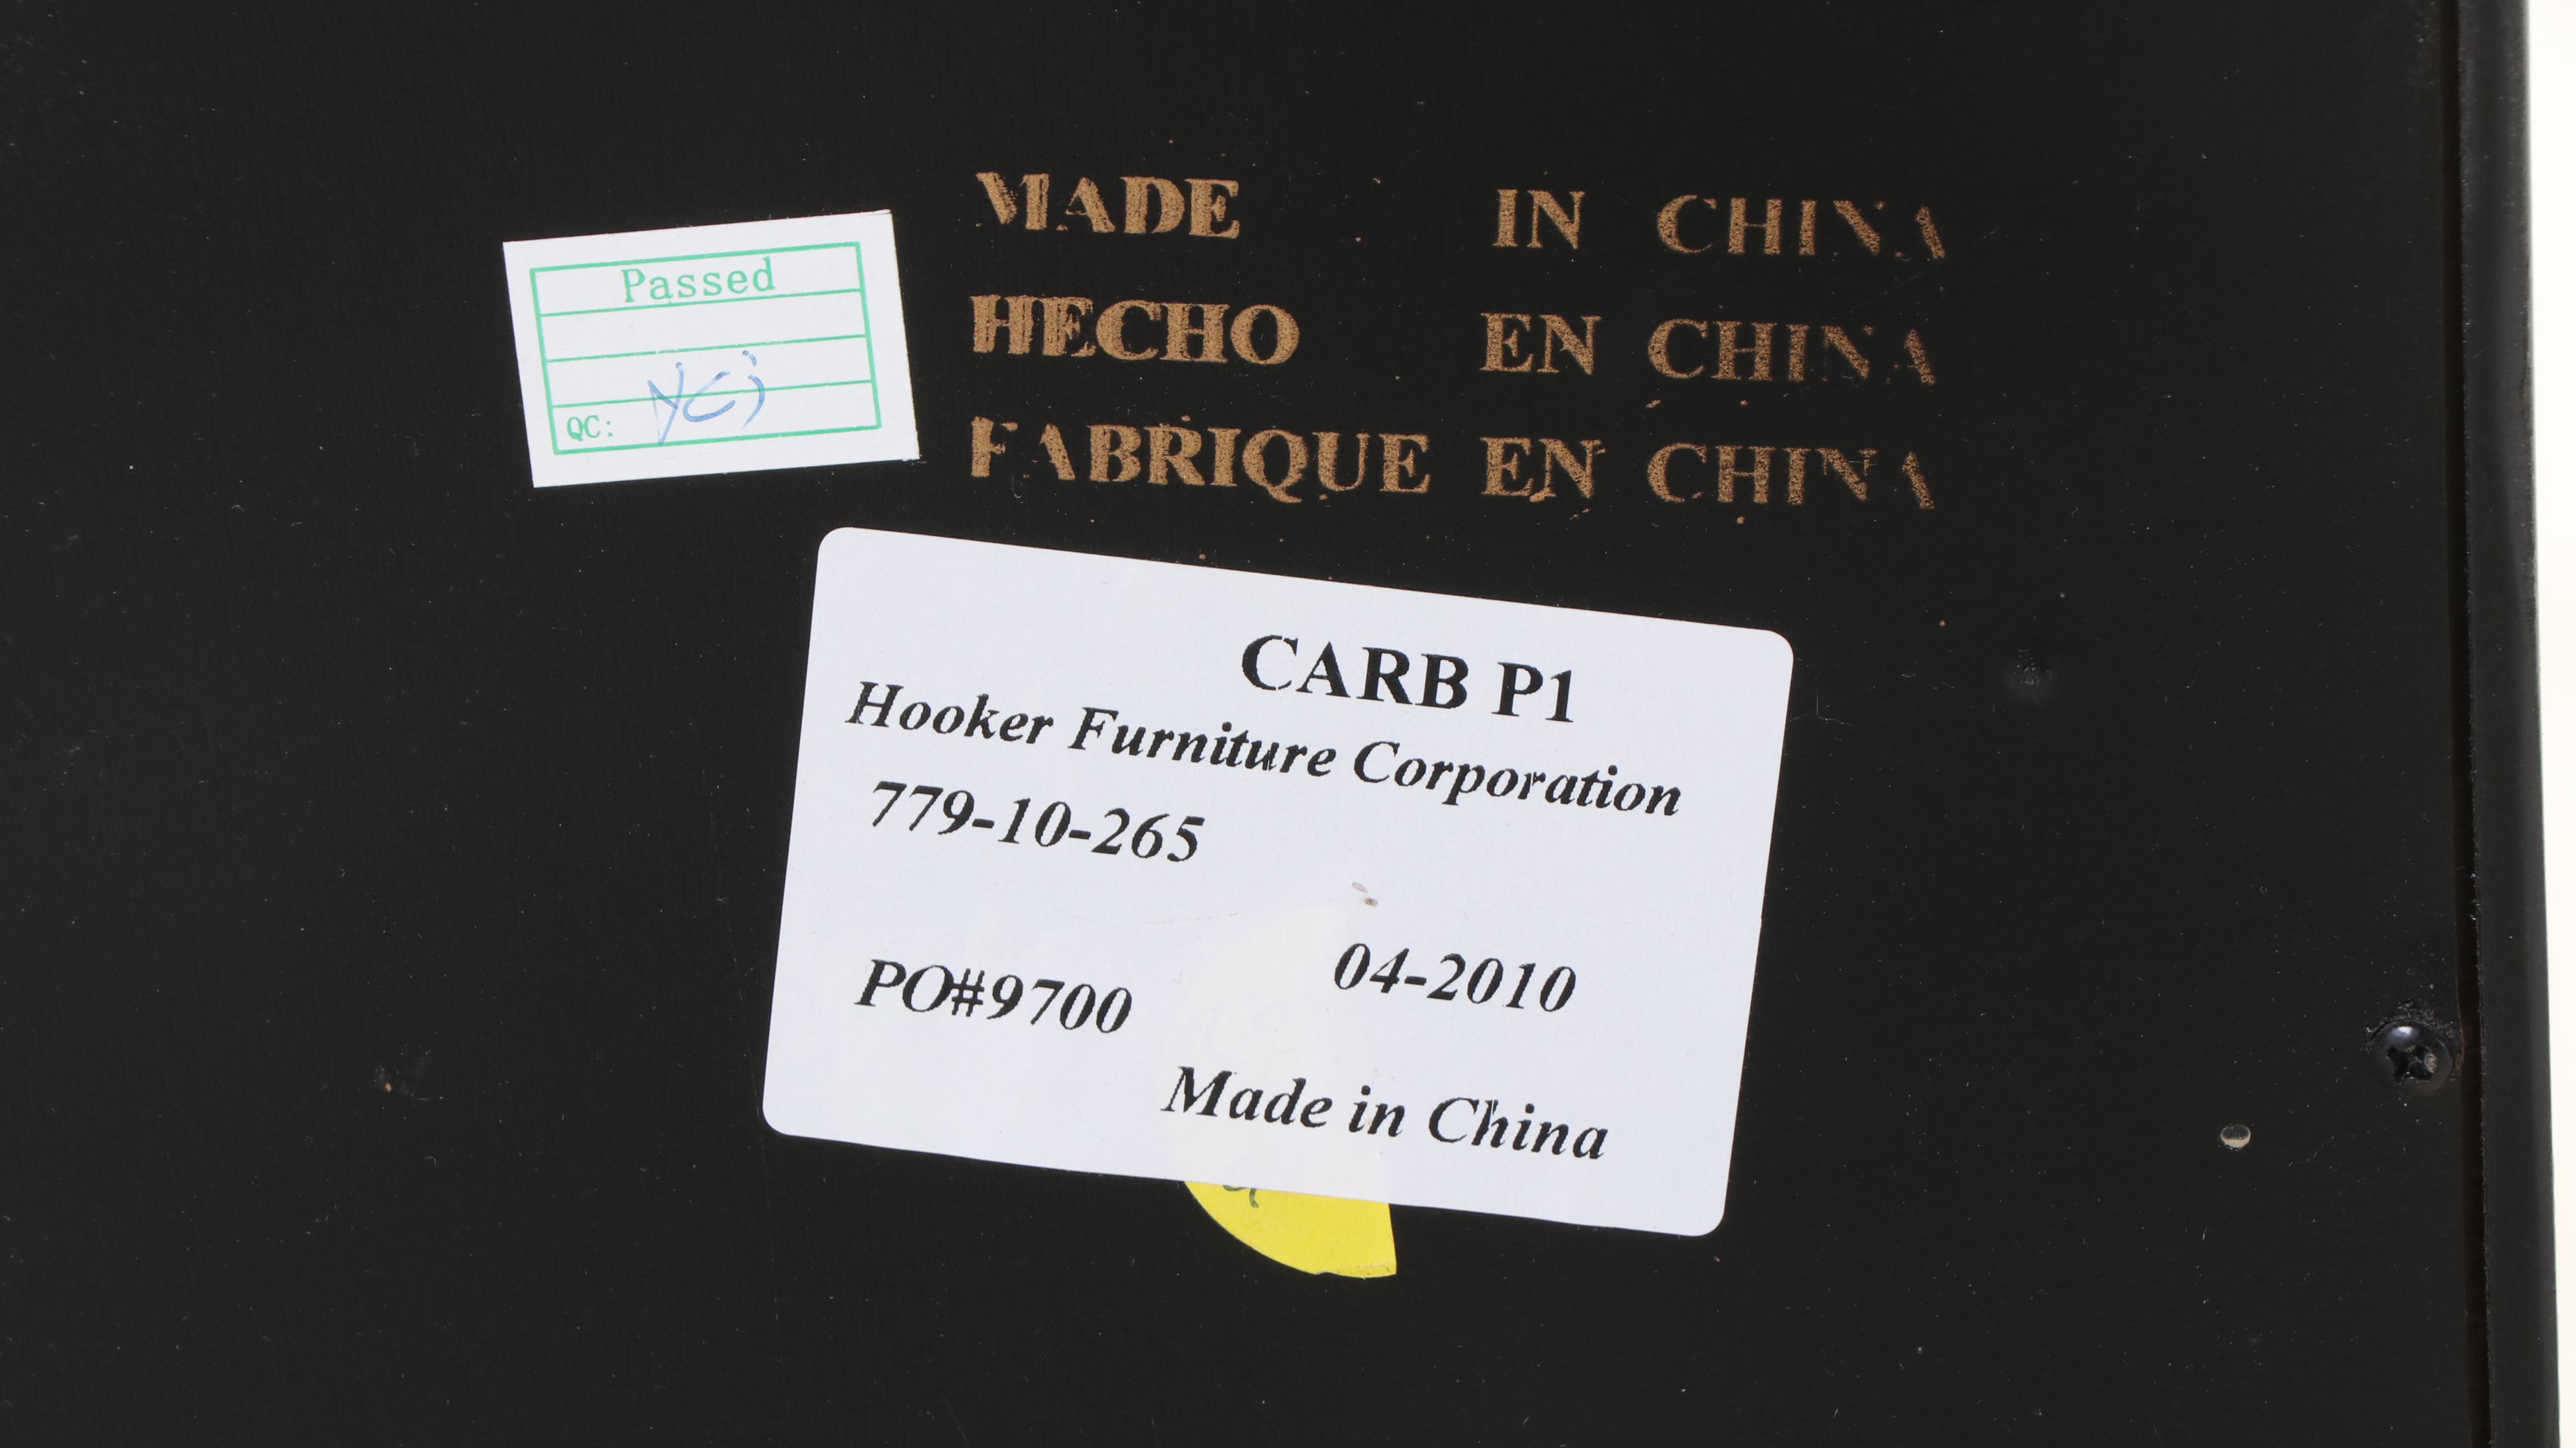 MADE IN CHINA
HECHO EN CHINA
FABRIQUE EN CHINA
Passed
QC:
CARB P1
Hooker Furniture Corporation
779-10-265
04-2010
PO#9700
Made in China